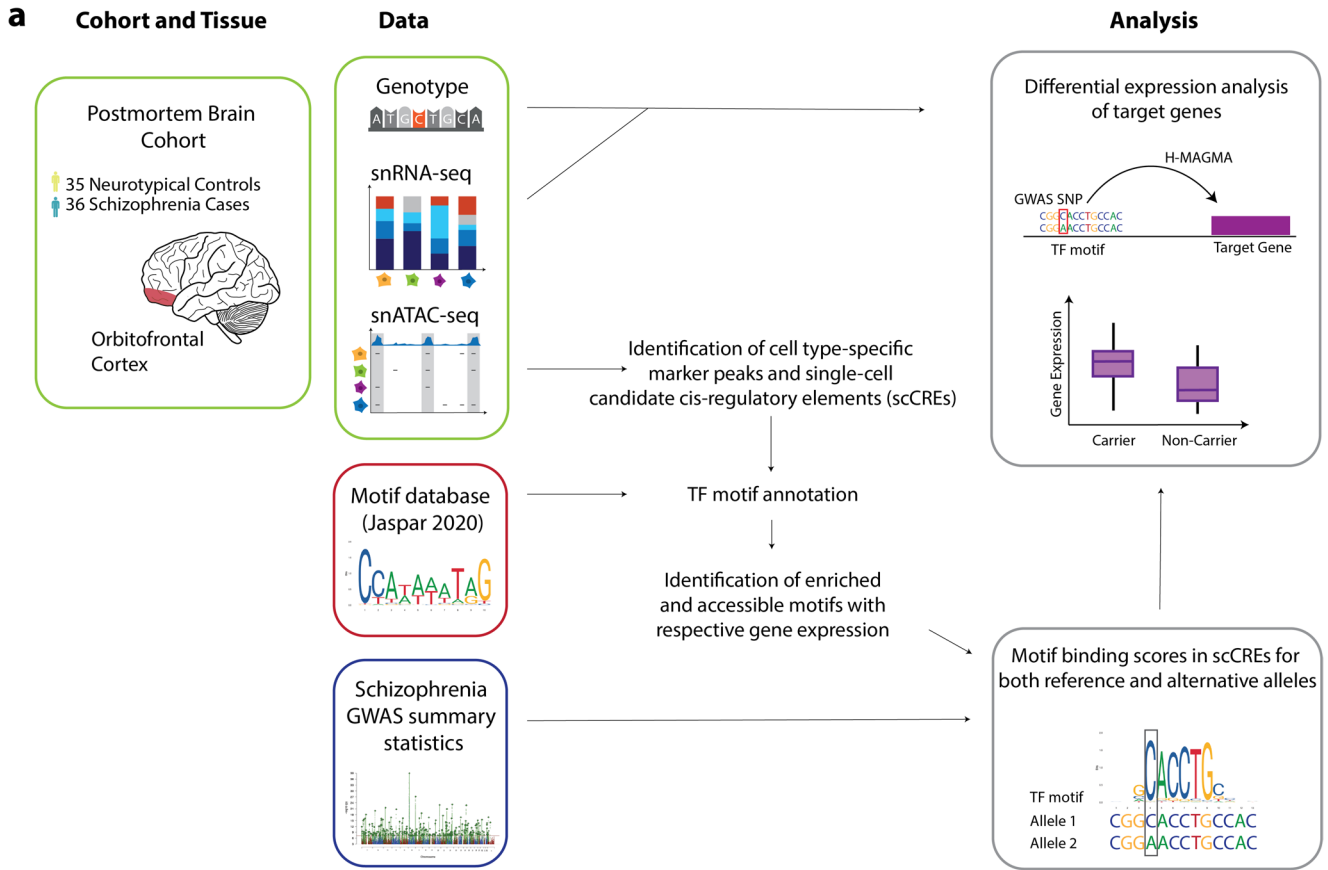 a
Cohort and Tissue
Data
Analysis
Postmortem Brain
Cohort
35 Neurotypical Controls
36 Schizophrenia Cases
Orbitofrontal
Cortex
Genotype
A T G C T G C A
snRNA-seq
snATAC-seq
Motif database
(Jaspar 2020)
CCATAAATAG
Schizophrenia
GWAS summary
statistics
Identification of cell type-specific
marker peaks and single-cell
candidate cis-regulatory elements (scCREs)
TF motif annotation
Identification of enriched
and accessible motifs with
respective gene expression
Differential expression analysis
of target genes
H-MAGMA
GWAS SNP
CGGCACCTGCCAC
CGGAACCTGCCAC
TF motif
Target Gene
Gene Expression
Carrier
Non-Carrier
Motif binding scores in scCREs for
both reference and alternative alleles
GCACCTGC
TF motif
Allele 1 CGGCACCTGCCAC
Allele 2 CGGAACCTGCCAC